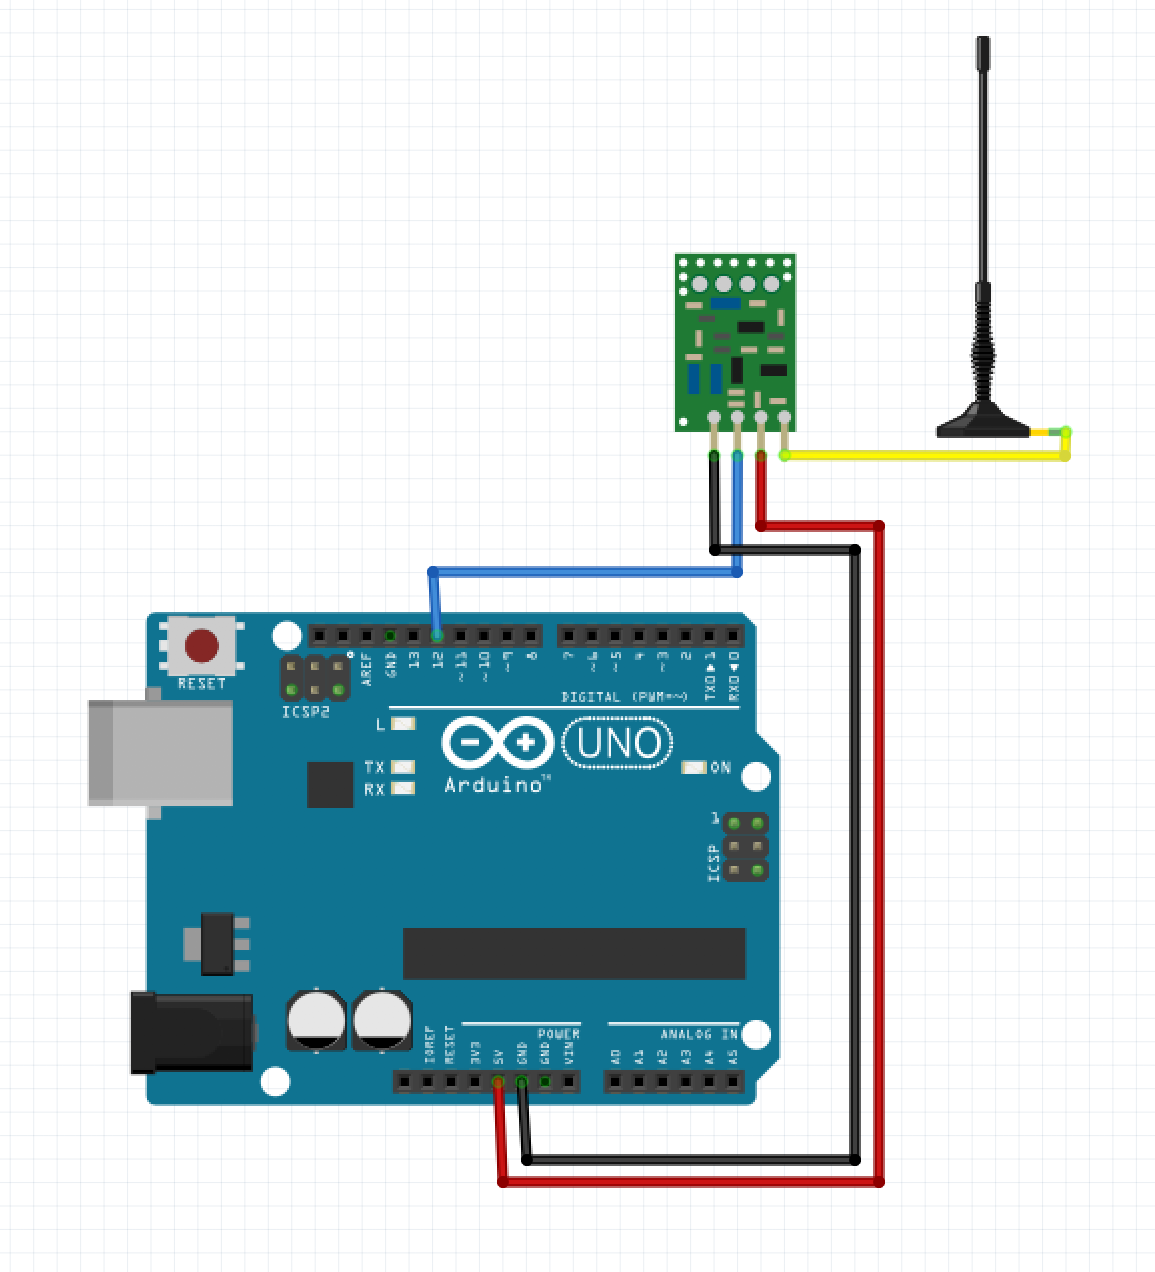 RESET
ICSP2
AREF
GND
13
12
~11
~10
~9
8
7
~6
~5
4
~3
2
TX0▶1
RX0◀0
DIGITAL (PWM=~)
L
TX
RX
UNO
Arduino™
ON
1
ICSP
IOREF
RESET
3V3
5V
GND
GND
VIN
POWER
ANALOG IN
A0
A1
A2
A3
A4
A5